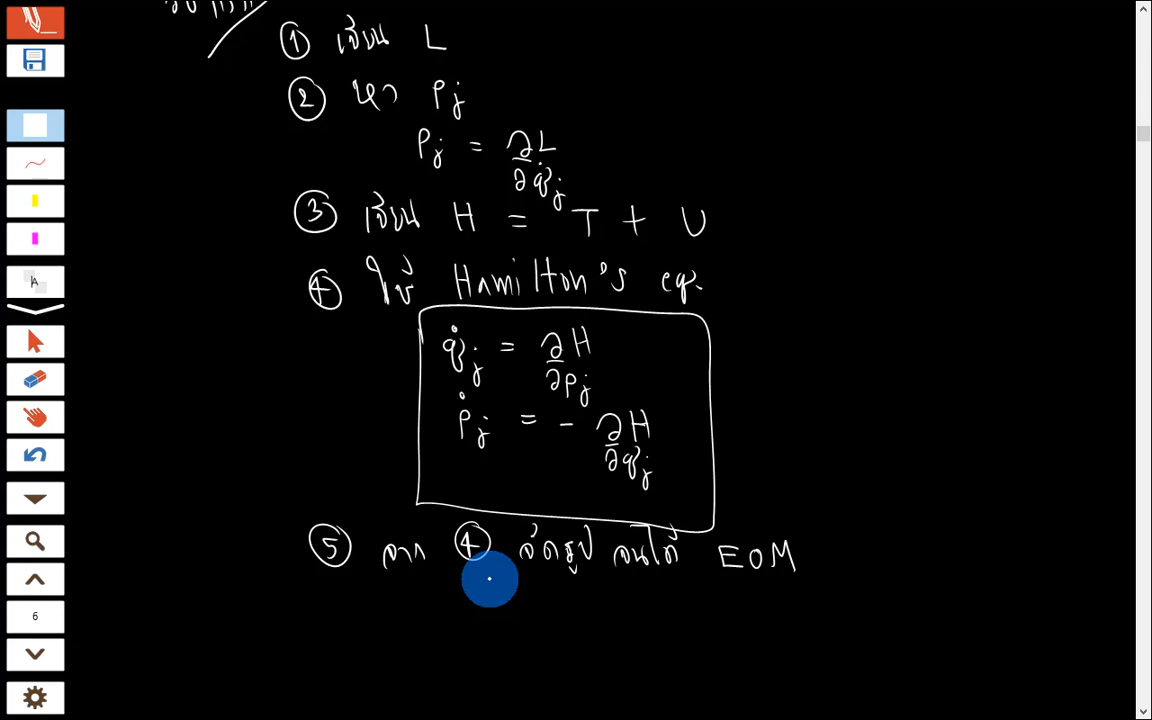 ① เขียน L
② หา Pj
Pj = ∂L/∂q̇j
③ เขียน H = T + U
④ ใช้ Hamilton's eq.
q̇j = ∂H/∂pj
Ṗj = - ∂H/∂qj
⑤ จาก ④ จัดรูป จนได้ EOM
A
6